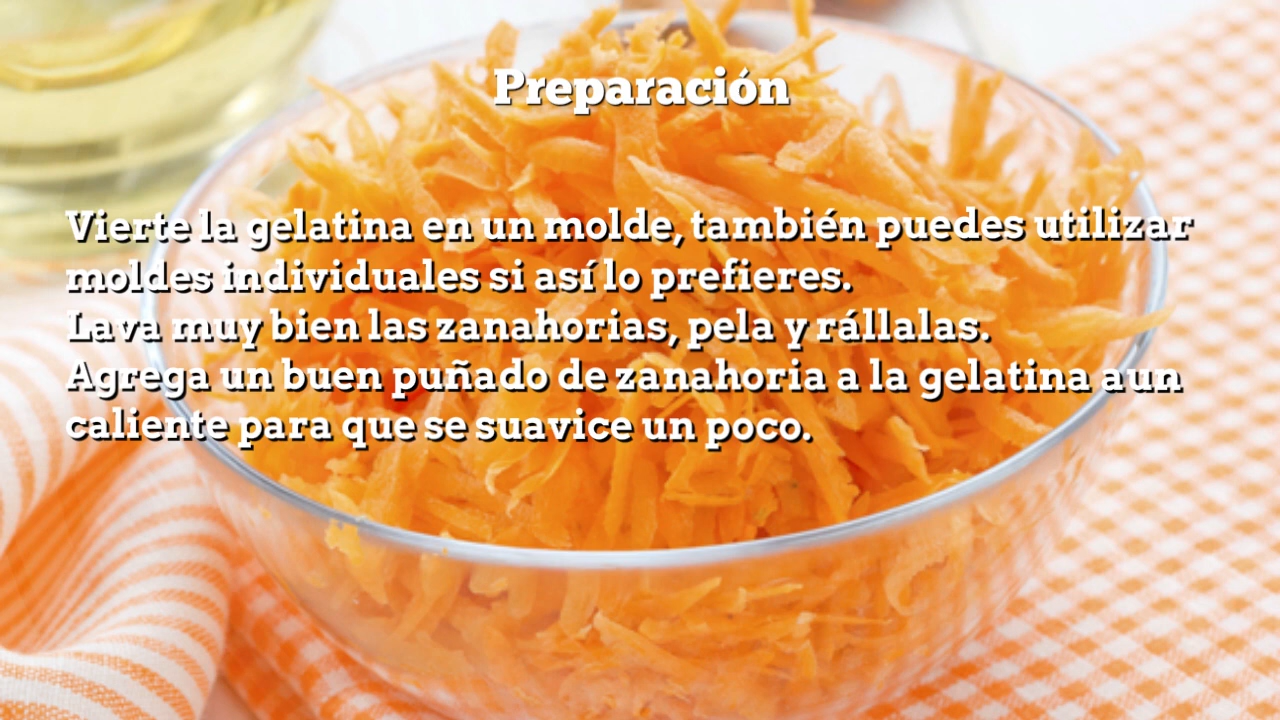 Preparación
Vierte la gelatina en un molde, también puedes utilizar
moldes individuales si así lo prefieres.
Lava muy bien las zanahorias, pela y rállalas.
Agrega un buen puñado de zanahoria a la gelatina aun
caliente para que se suavice un poco.